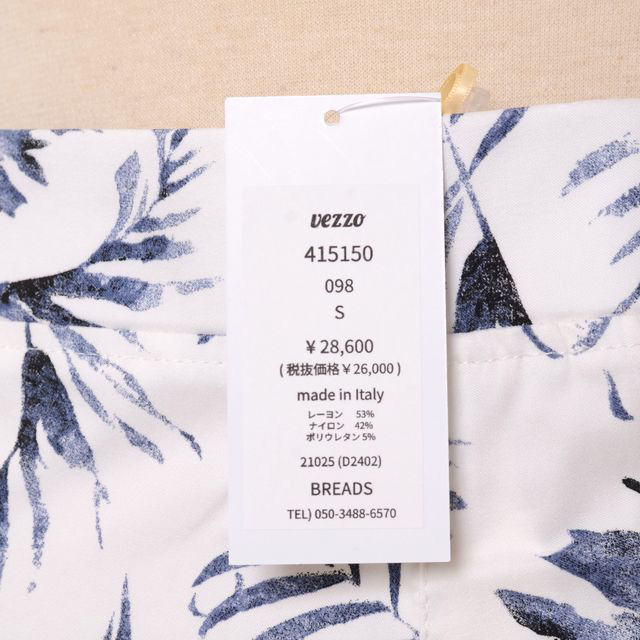 vezzo
415150
098
S
¥28,600
(税抜価格¥26,000)
made in Italy
レーヨン 53%
ナイロン 42%
ポリウレタン5%
21025 (D2402)
BREADS
TEL) 050-3488-6570